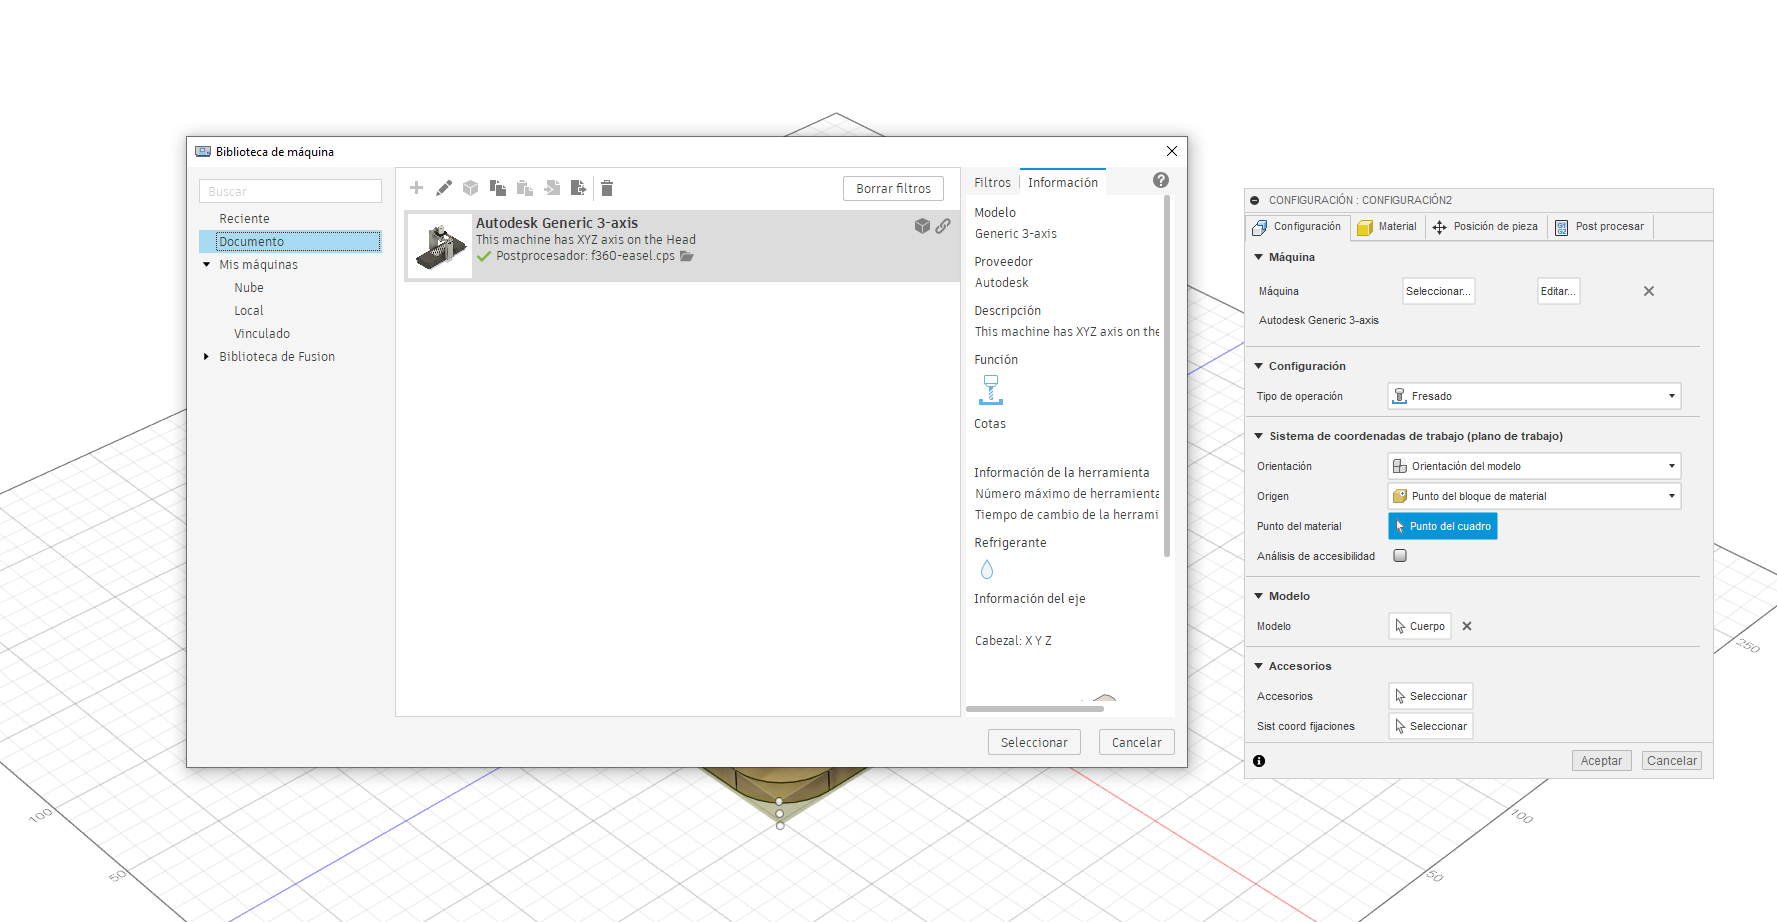 Biblioteca de máquina
Buscar
Reciente
Documento
Mis máquinas
Nube
Local
Vinculado
Biblioteca de Fusion
Borrar filtros
Autodesk Generic 3-axis
This machine has XYZ axis on the Head
Postprocesador: f360-easel.cps
Filtros
Información
Modelo
Generic 3-axis
Proveedor
Autodesk
Descripción
This machine has XYZ axis on the
Función
Cotas
Información de la herramienta
Número máximo de herramienta
Tiempo de cambio de la herrami
Refrigerante
Información del eje
Cabezal: X Y Z
Seleccionar
Cancelar
CONFIGURACIÓN : CONFIGURACIÓN2
Configuración
Material
Posición de pieza
G1
G2
Post procesar
Máquina
Máquina
Seleccionar...
Editar...
Autodesk Generic 3-axis
Configuración
Tipo de operación
Fresado
Sistema de coordenadas de trabajo (plano de trabajo)
Orientación
Orientación del modelo
Origen
Punto del bloque de material
Punto del material
Punto del cuadro
Análisis de accesibilidad
Modelo
Modelo
Cuerpo
Accesorios
Accesorios
Seleccionar
Sist coord fijaciones
Seleccionar
Aceptar
Cancelar
250
100
50
100
50